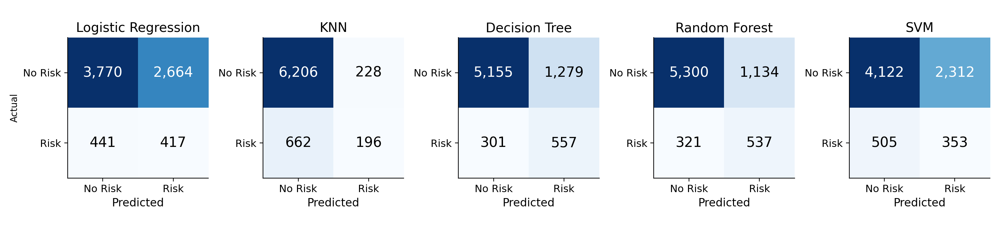 Logistic Regression
KNN
Decision Tree
Random Forest
SVM
Actual
No Risk
3,770
2,664
No Risk
6,206
228
No Risk
5,155
1,279
No Risk
5,300
1,134
No Risk
4,122
2,312
Risk
441
417
Risk
662
196
Risk
301
557
Risk
321
537
Risk
505
353
No Risk
Risk
No Risk
Risk
No Risk
Risk
No Risk
Risk
No Risk
Risk
Predicted
Predicted
Predicted
Predicted
Predicted